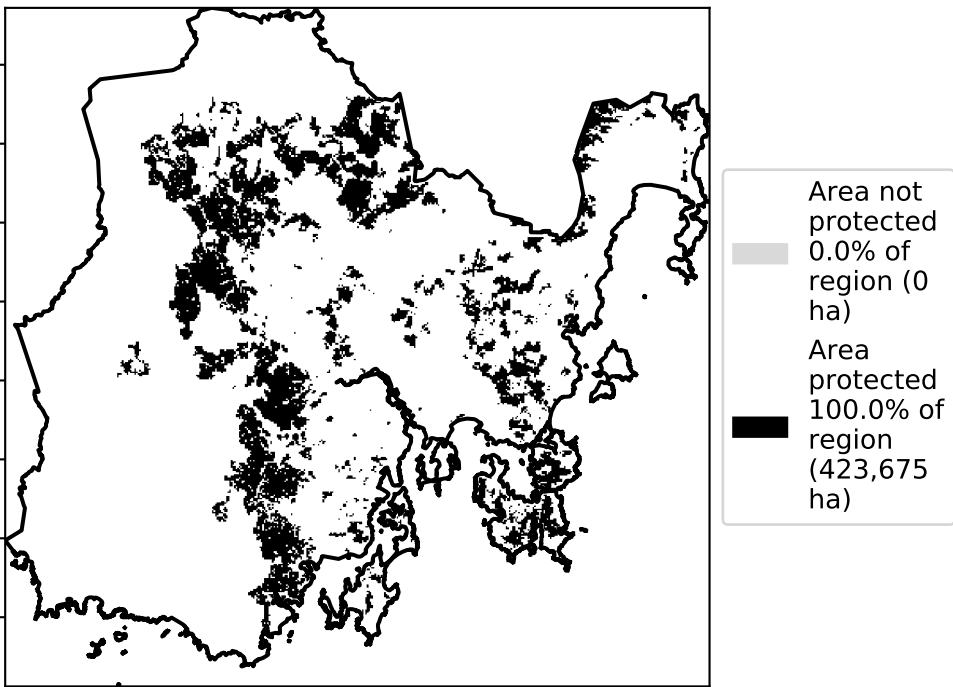 Area not
protected
0.0% of
region (0
ha)
Area
protected
100.0% of
region
(423,675
ha)